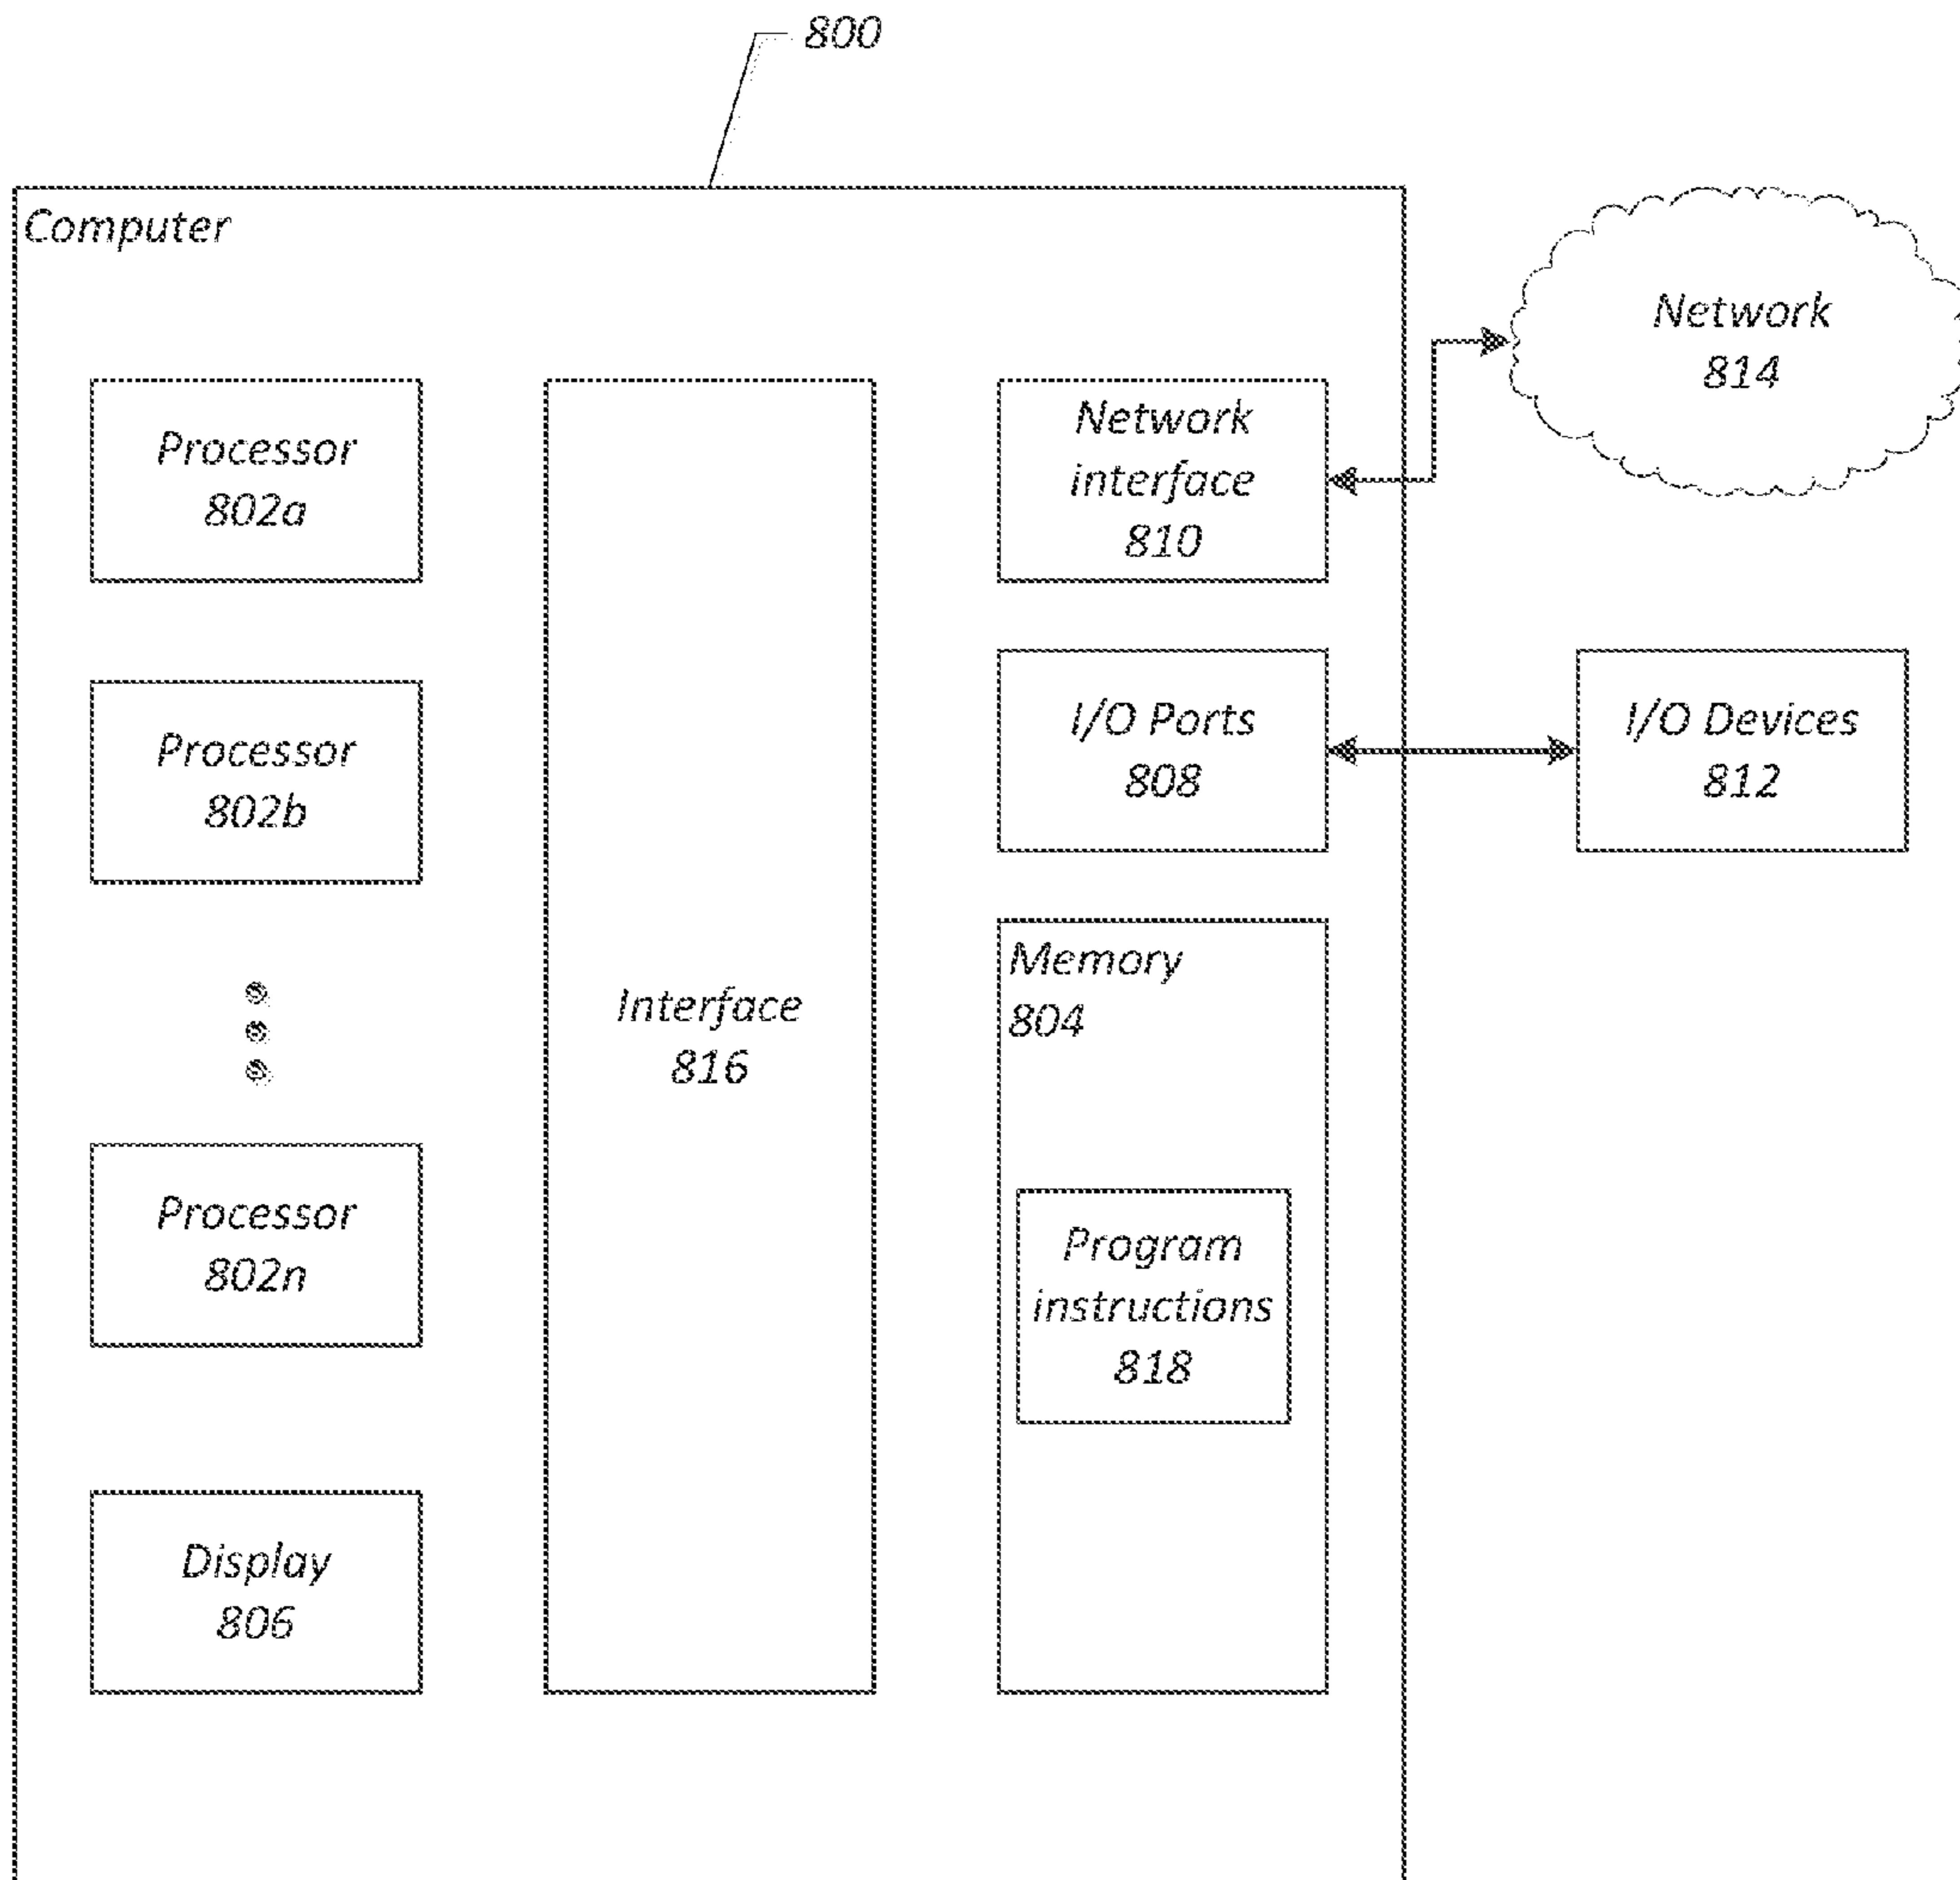 800
Computer
Processor
802a
Processor
802b
Processor
802n
Display
806
Interface
816
Network
interface
810
I/O Ports
808
Memory
804
Program
instructions
818
Network
814
I/O Devices
812